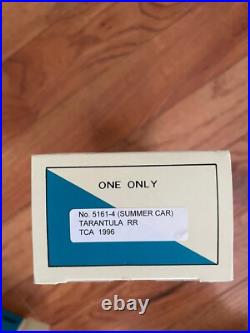 ONE ONLY
No. 5161-4 (SUMMER CAR)
TARANTULA RR
TCA 1996